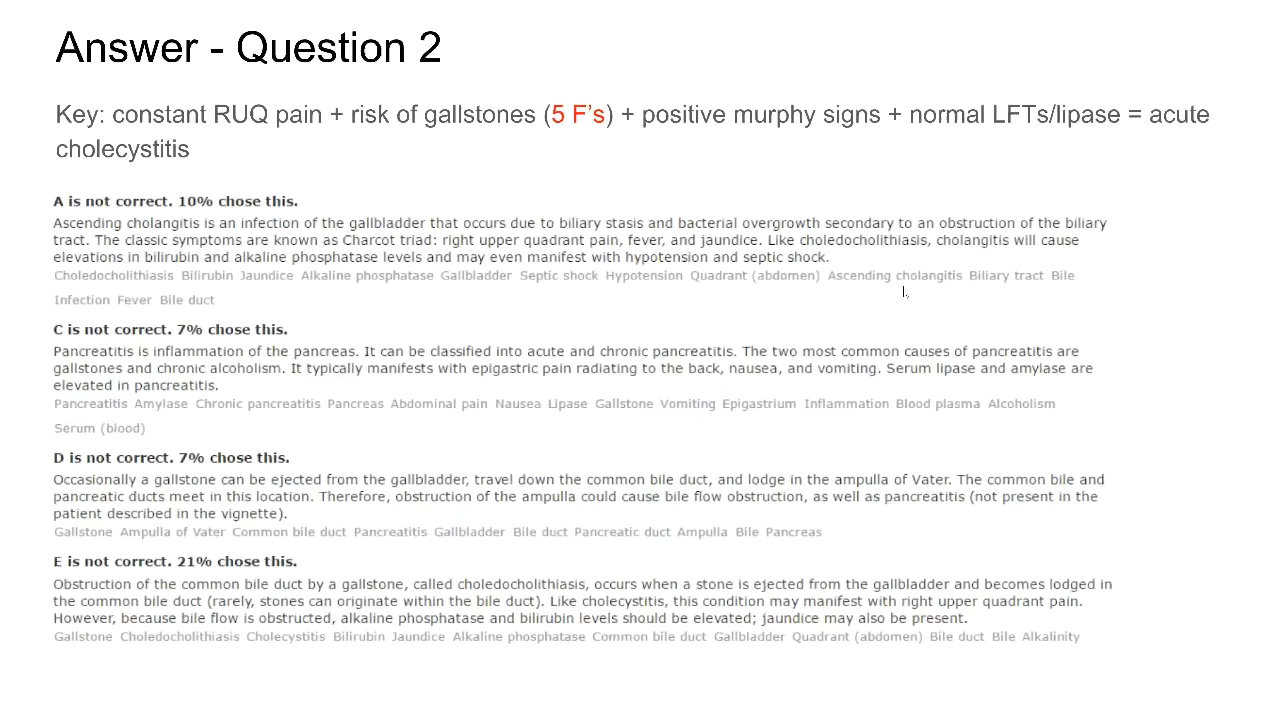 Answer - Question 2
Key: constant RUQ pain + risk of gallstones (5 F's) + positive murphy signs + normal LFTs/lipase = acute
cholecystitis
A is not correct. 10% chose this.
Ascending cholangitis is an infection of the gallbladder that occurs due to biliary stasis and bacterial overgrowth secondary to an obstruction of the biliary
tract. The classic symptoms are known as Charcot triad: right upper quadrant pain, fever, and jaundice. Like choledocholithiasis, cholangitis will cause
elevations in bilirubin and alkaline phosphatase levels and may even manifest with hypotension and septic shock.
Choledocholithiasis Bilirubin Jaundice Alkaline phosphatase Gallbladder Septic shock Hypotension Quadrant (abdomen) Ascending cholangitis Biliary tract Bile
Infection Fever Bile duct
C is not correct. 7% chose this.
Pancreatitis is inflammation of the pancreas. It can be classified into acute and chronic pancreatitis. The two most common causes of pancreatitis are
gallstones and chronic alcoholism. It typically manifests with epigastric pain radiating to the back, nausea, and vomiting. Serum lipase and amylase are
elevated in pancreatitis.
Pancreatitis Amylase Chronic pancreatitis Pancreas Abdominal pain Nausea Lipase Gallstone Vomiting Epigastrium Inflammation Blood plasma Alcoholism
Serum (blood)
D is not correct. 7% chose this.
Occasionally a gallstone can be ejected from the gallbladder, travel down the common bile duct, and lodge in the ampulla of Vater. The common bile and
pancreatic ducts meet in this location. Therefore, obstruction of the ampulla could cause bile flow obstruction, as well as pancreatitis (not present in the
patient described in the vignette).
Gallstone Ampulla of Vater Common bile duct Pancreatitis Gallbladder Bile duct Pancreatic duct Ampulla Bile Pancreas
E is not correct. 21% chose this.
Obstruction of the common bile duct by a gallstone, called choledocholithiasis, occurs when a stone is ejected from the gallbladder and becomes lodged in
the common bile duct (rarely, stones can originate within the bile duct). Like cholecystitis, this condition may manifest with right upper quadrant pain.
However, because bile flow is obstructed, alkaline phosphatase and bilirubin levels should be elevated; jaundice may also be present.
Gallstone Choledocholithiasis Cholecystitis Bilirubin Jaundice Alkaline phosphatase Common bile duct Gallbladder Quadrant (abdomen) Bile duct Bile Alkalinity